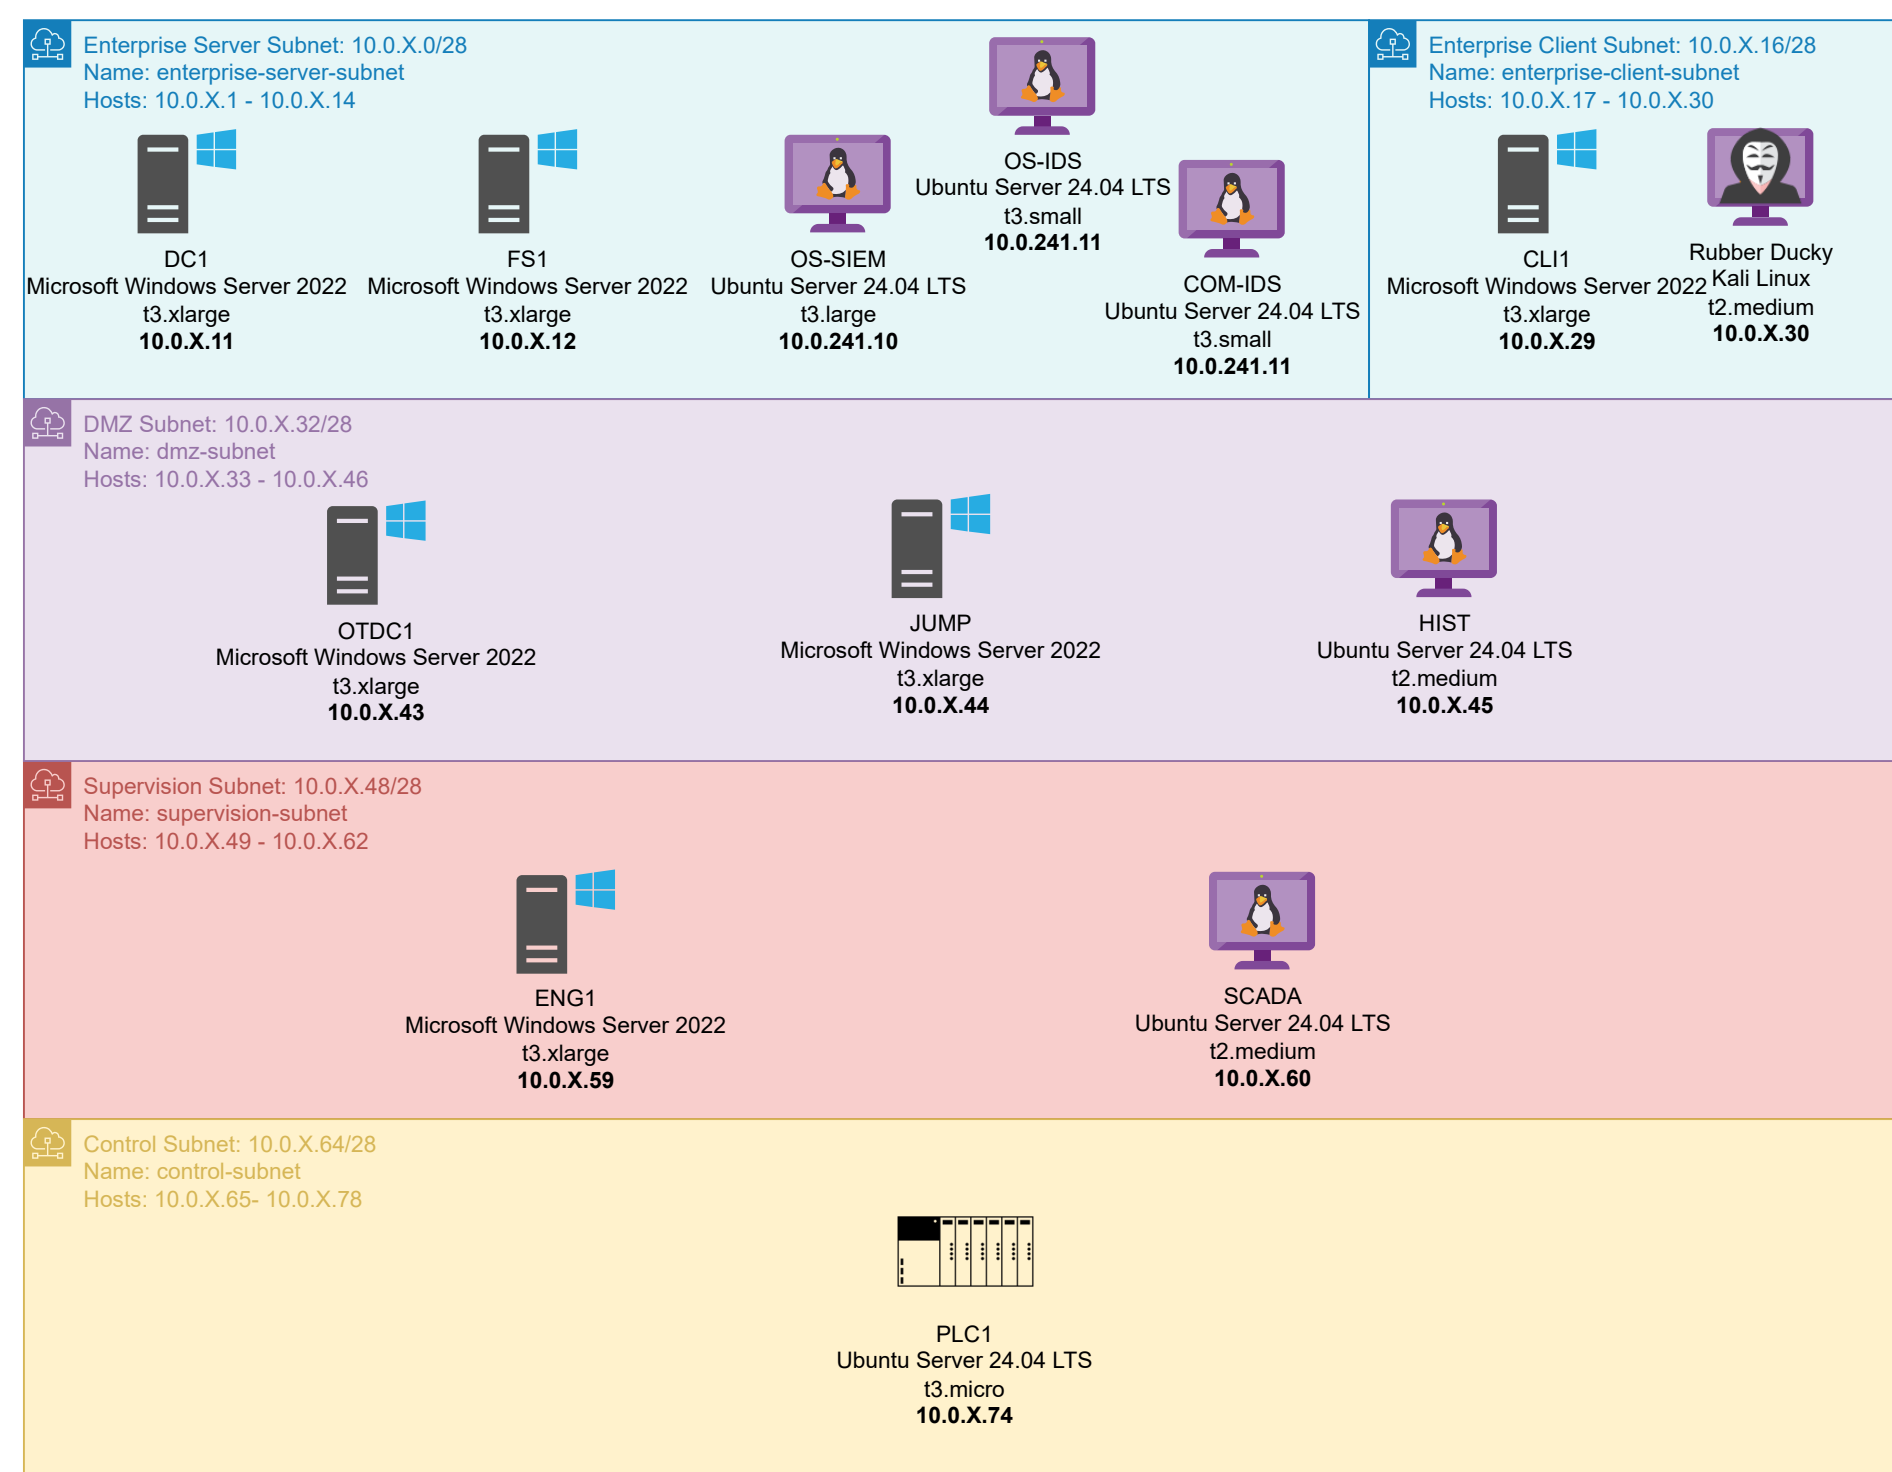 Enterprise Server Subnet: 10.0.X.0/28
Name: enterprise-server-subnet
Hosts: 10.0.X.1 - 10.0.X.14
DC1
Microsoft Windows Server 2022
t3.xlarge
10.0.X.11
FS1
Microsoft Windows Server 2022
t3.xlarge
10.0.X.12
OS-SIEM
Ubuntu Server 24.04 LTS
t3.large
10.0.241.10
OS-IDS
Ubuntu Server 24.04 LTS
t3.small
10.0.241.11
COM-IDS
Ubuntu Server 24.04 LTS
t3.small
10.0.241.11
Enterprise Client Subnet: 10.0.X.16/28
Name: enterprise-client-subnet
Hosts: 10.0.X.17 - 10.0.X.30
CLI1
Microsoft Windows Server 2022
t3.xlarge
10.0.X.29
Rubber Ducky
Kali Linux
t2.medium
10.0.X.30
DMZ Subnet: 10.0.X.32/28
Name: dmz-subnet
Hosts: 10.0.X.33 - 10.0.X.46
OTDC1
Microsoft Windows Server 2022
t3.xlarge
10.0.X.43
JUMP
Microsoft Windows Server 2022
t3.xlarge
10.0.X.44
HIST
Ubuntu Server 24.04 LTS
t2.medium
10.0.X.45
Supervision Subnet: 10.0.X.48/28
Name: supervision-subnet
Hosts: 10.0.X.49 - 10.0.X.62
ENG1
Microsoft Windows Server 2022
t3.xlarge
10.0.X.59
SCADA
Ubuntu Server 24.04 LTS
t2.medium
10.0.X.60
Control Subnet: 10.0.X.64/28
Name: control-subnet
Hosts: 10.0.X.65- 10.0.X.78
PLC1
Ubuntu Server 24.04 LTS
t3.micro
10.0.X.74